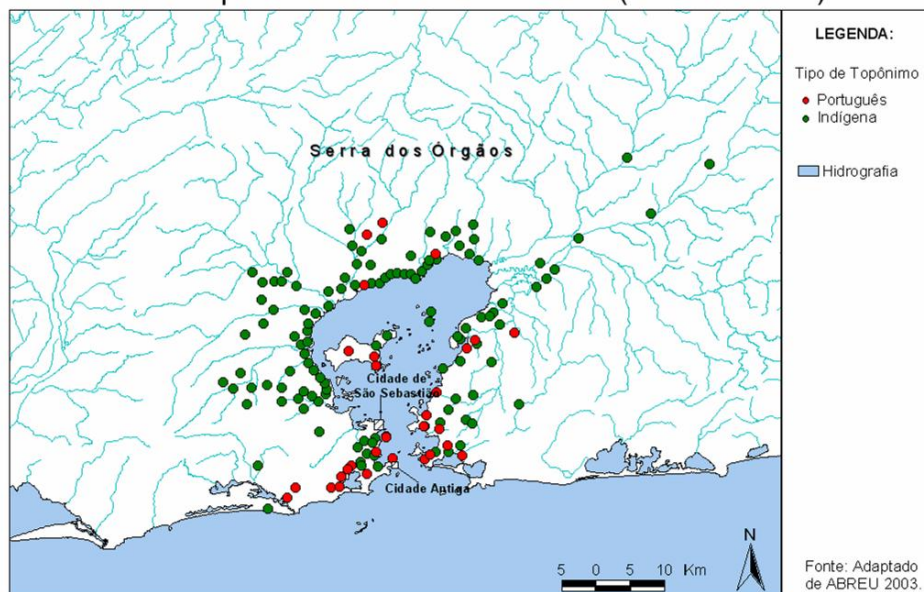 LEGENDA:
Tipo de Topônimo
Português
Indígena
Hidrografia
Serra dos Órgãos
Cidade de
São Sebastião
Cidade Antiga
N
5 0 5 10 Km
Fonte: Adaptado
de ABREU 2003.